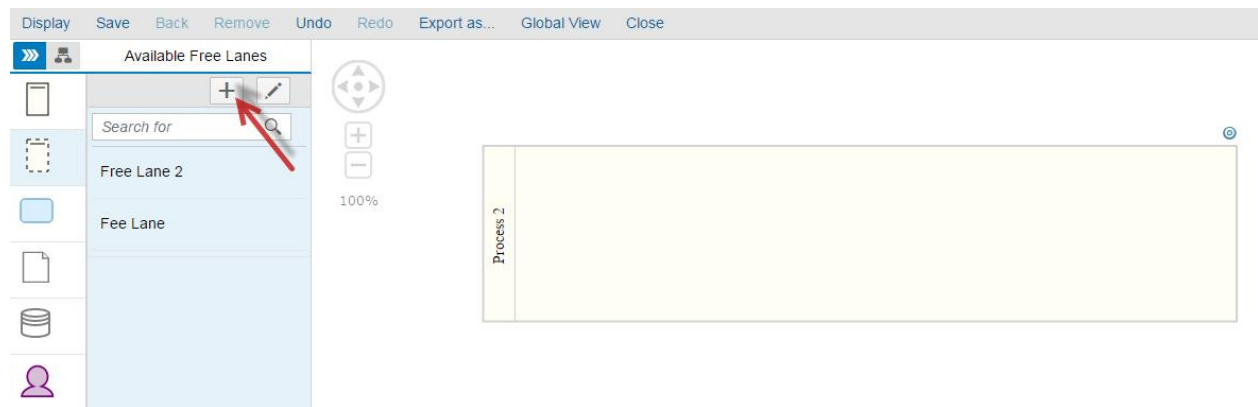 Display Save Back Remove Undo Redo Export as... Global View Close
Available Free Lanes
Search for
Free Lane 2
Fee Lane
100%
Process 2